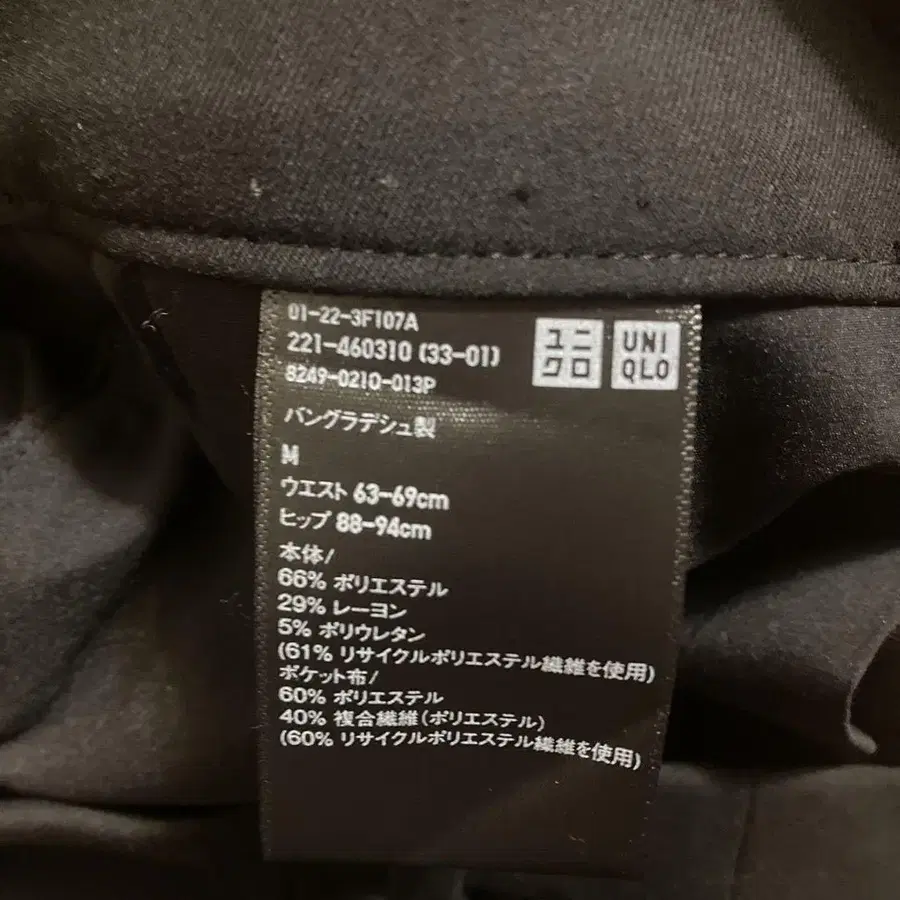 01-22-3F107A
221-460310 (33-01)
8249-0210-013P
ユニ
クロ
UNI
QLO
バングラデシュ製
M
ウエスト 63-69cm
ヒップ 88-94cm
本体/
66% ポリエステル
29% レーヨン
5% ポリウレタン
(61% リサイクルポリエステル繊維を使用)
ポケット布/
60% ポリエステル
40% 複合繊維(ポリエステル)
(60% リサイクルポリエステル繊維を使用)